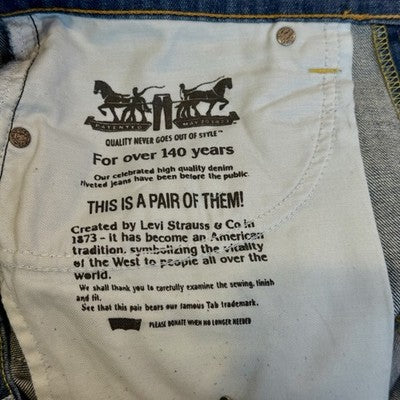 PATENTED MAY 20 1873
QUALITY NEVER GOES OUT OF STYLE™
For over 140 years
Our celebrated high quality denim
riveted jeans have been before the public
THIS IS A PAIR OF THEM!
Created by Levi Strauss & Co in
1873 - it has become an American
tradition, symbolizing the vitality
of the West to people all over the
world.
We shall thank you to carefully examine the sewing, finish
and fit.
See that this pair bears our famous Tab trademark.
PLEASE DONATE WHEN NO LONGER NEEDED